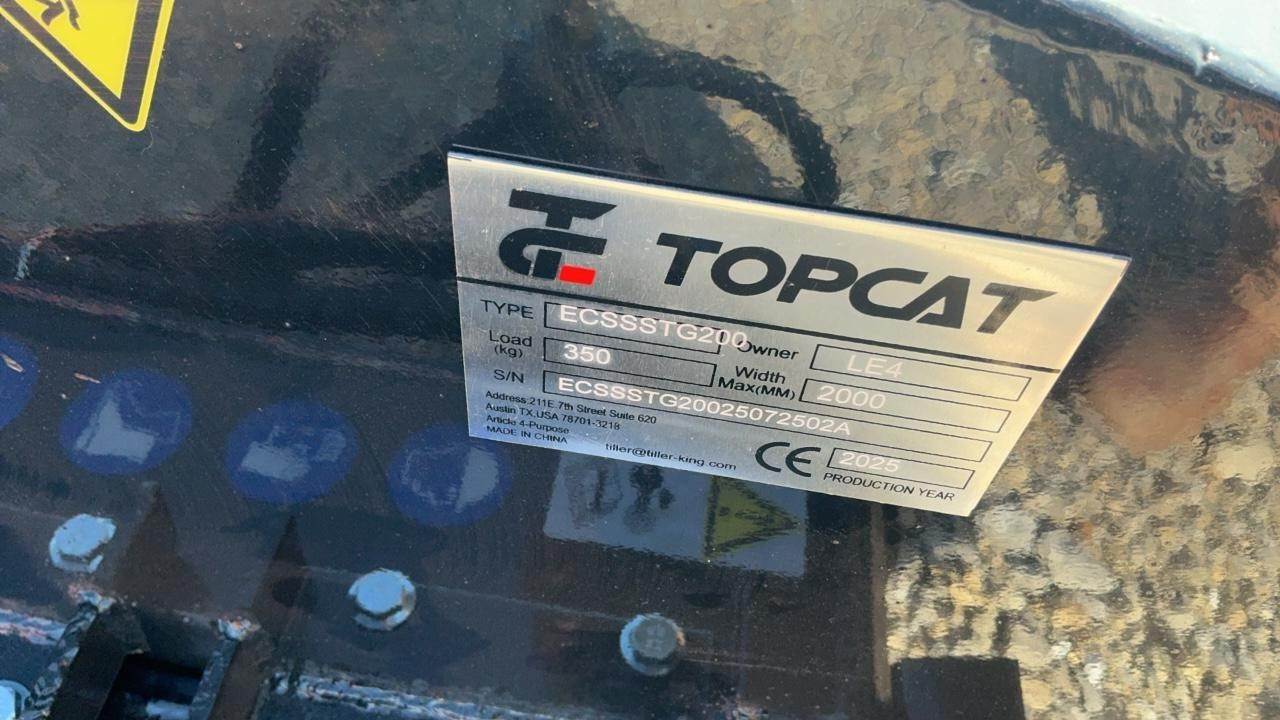 TOPCAT
TYPE ECSSSTG200 Owner LE4
Load (kg) 350 Width Max(MM) 2000
S/N ECSSSTG20025072502A
Address:211E 7th Street Suite 620
Austin TX,USA 78701-3218
Article 4-Purpose
MADE IN CHINA
tiller@tiller-king.com
CE 2025
PRODUCTION YEAR